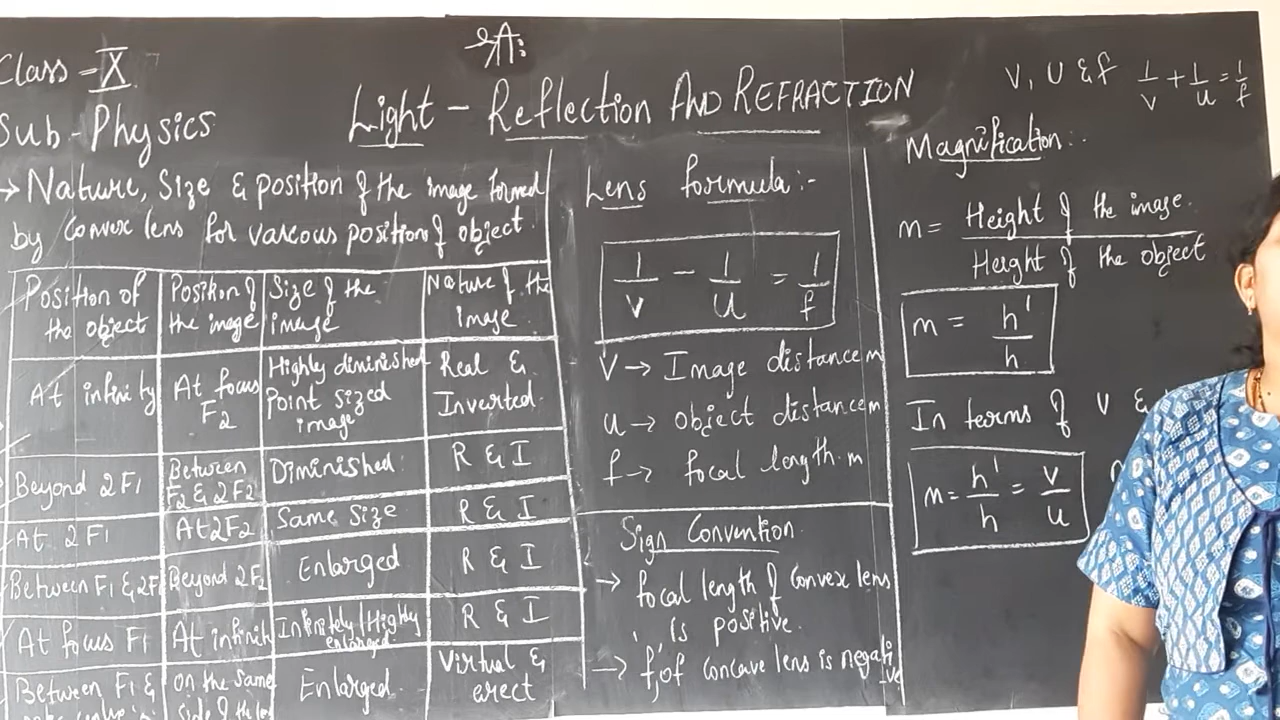 Class - X
Sub - Physics
Light - Reflection AND REFRACTION
→ Nature, Size & position of the image formed
by Convex lens for various position of object.
Position of the object | Position of the image | Size of the image | Nature of the image
At infinity | At focus F2 | Highly diminished Point sized image | Real & Inverted
Beyond 2F1 | Between F2 & 2F2 | Diminished | R & I
At 2F1 | At 2F2 | Same Size | R & I
Between F1 & 2F1 | Beyond 2F2 | Enlarged | R & I
At focus F1 | At infinit | Infinitely/Highly enlarged | R & I
Between F1 & | On the same side of the | Enlarged | Virtual & erect
Lens formula :-
1/v - 1/u = 1/f
V → Image distance m
u → object distance m
f → focal length. m
Sign Convention
→ focal length of Convex lens
is positive.
→ f, of concave lens is negative
V, U & f 1/v + 1/u = 1/f
Magnification:
m = Height of the image. / Height of the object
m = h'/h
In terms of v &
m = h'/h = v/u